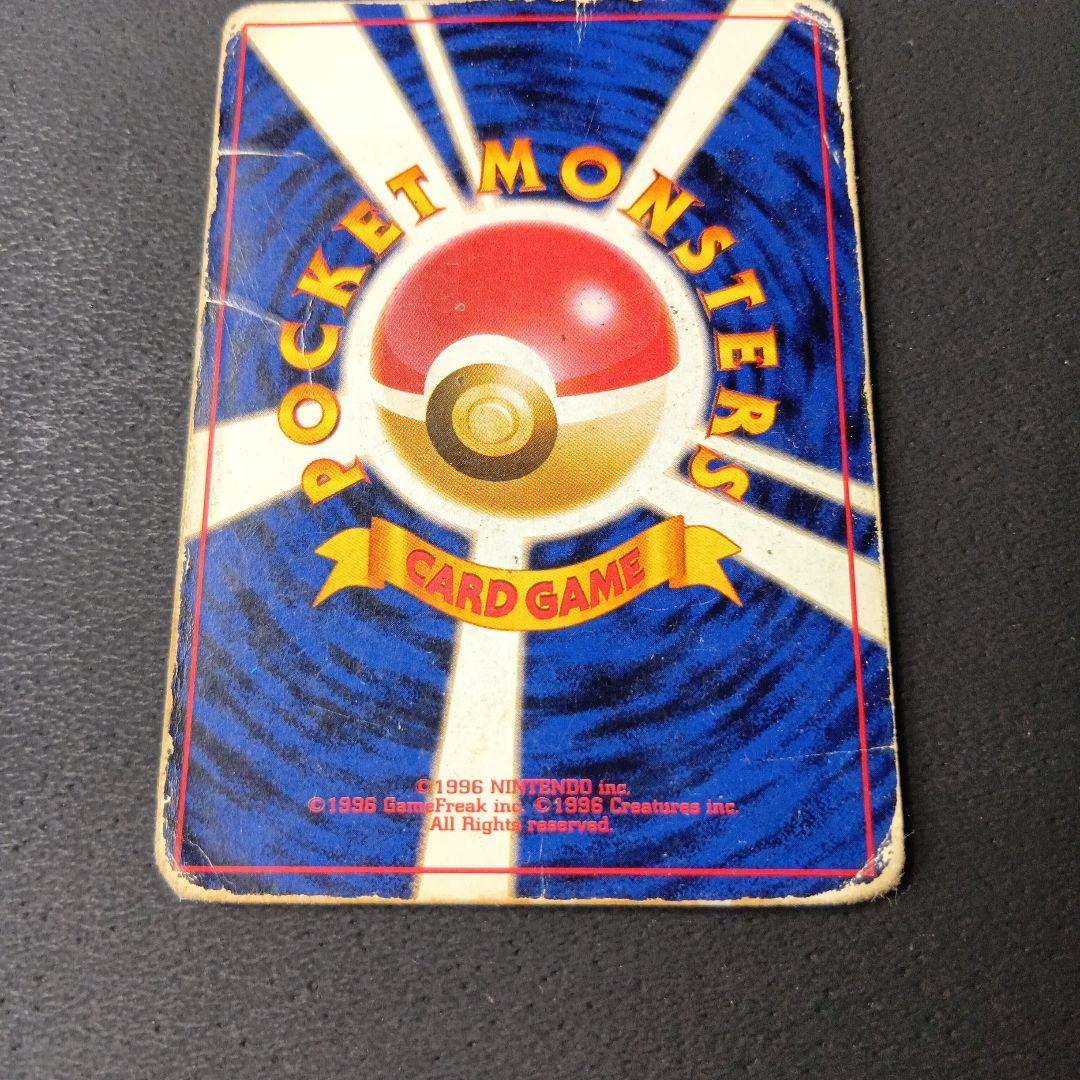 POCKET MONSTERS
CARD GAME
©1996 NINTENDO inc.
©1996 GameFreak inc. ©1996 Creatures inc.
All Rights reserved.